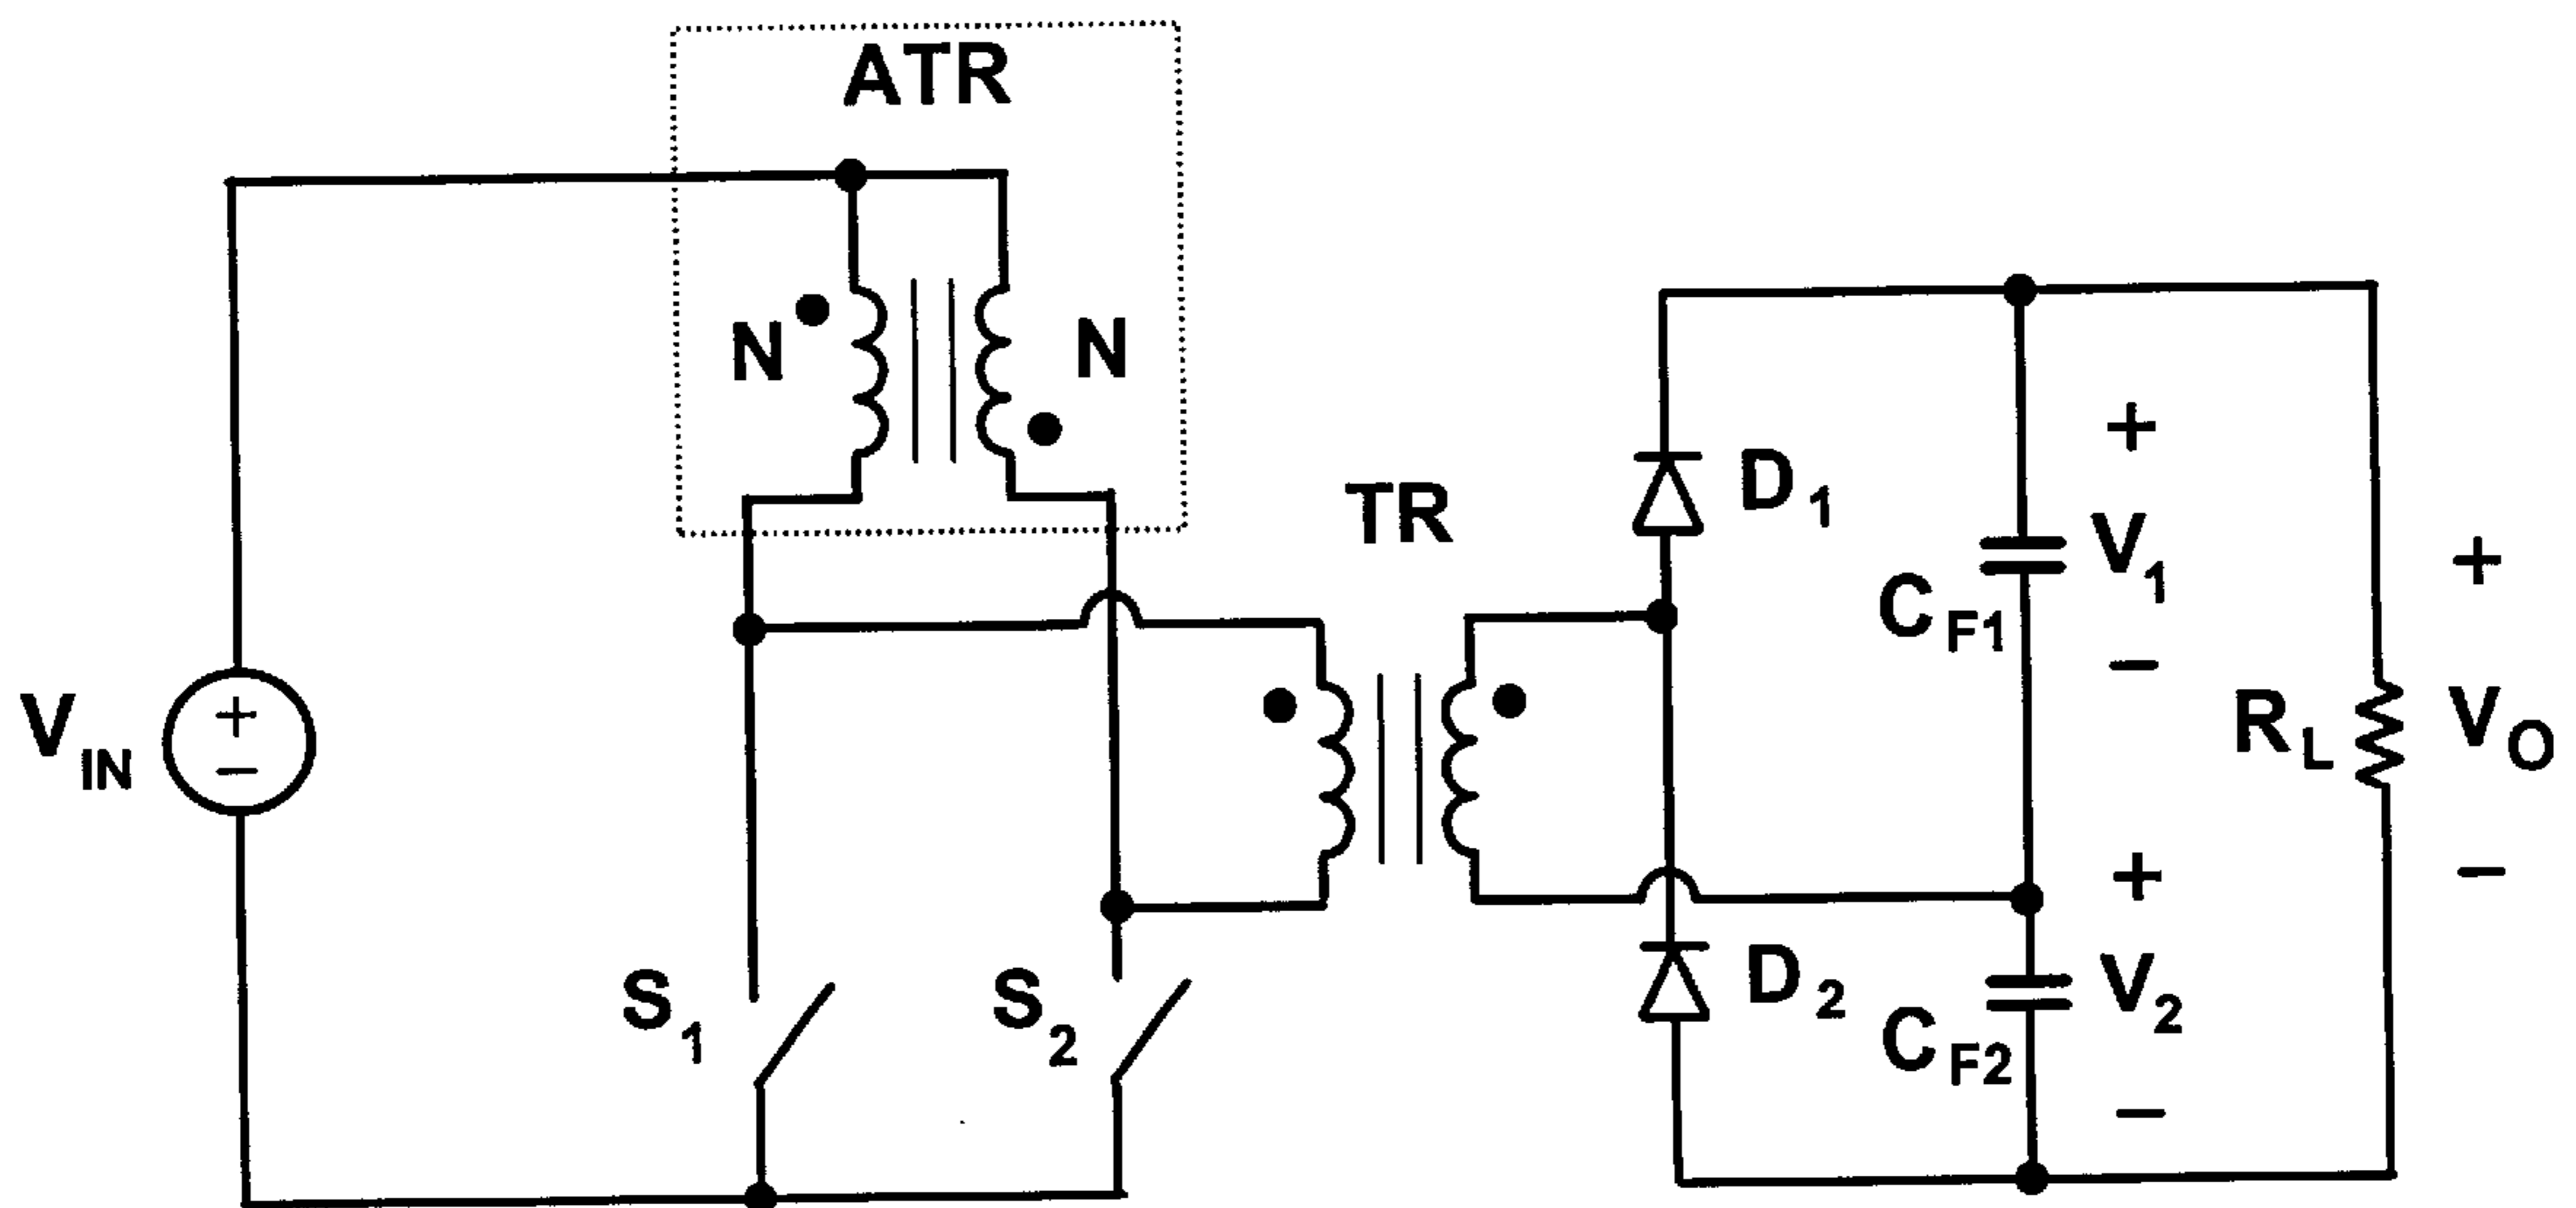 ATR
N
N
TR
D1
+
V1
CF1
−
+
VIN
+
−
RL
VO
−
S1
S2
D2
+
V2
CF2
−